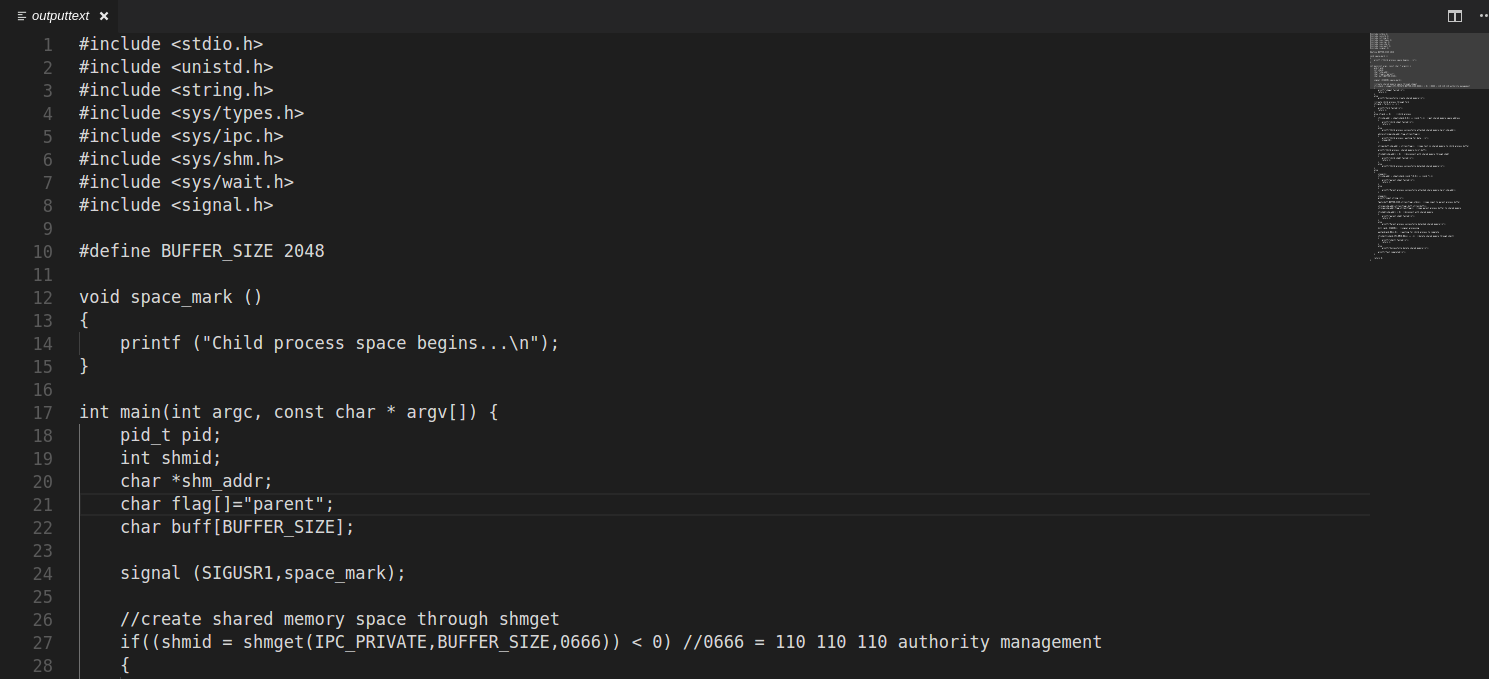 outputtext
1 #include <stdio.h>
2 #include <unistd.h>
3 #include <string.h>
4 #include <sys/types.h>
5 #include <sys/ipc.h>
6 #include <sys/shm.h>
7 #include <sys/wait.h>
8 #include <signal.h>
9
10 #define BUFFER_SIZE 2048
11
12 void space_mark ()
13 {
14     printf ("Child process space begins...\n");
15 }
16
17 int main(int argc, const char * argv[]) {
18     pid_t pid;
19     int shmid;
20     char *shm_addr;
21     char flag[]="parent";
22     char buff[BUFFER_SIZE];
23
24     signal (SIGUSR1,space_mark);
25
26     //create shared memory space through shmget
27     if((shmid = shmget(IPC_PRIVATE,BUFFER_SIZE,0666)) < 0) //0666 = 110 110 110 authority management
28     {